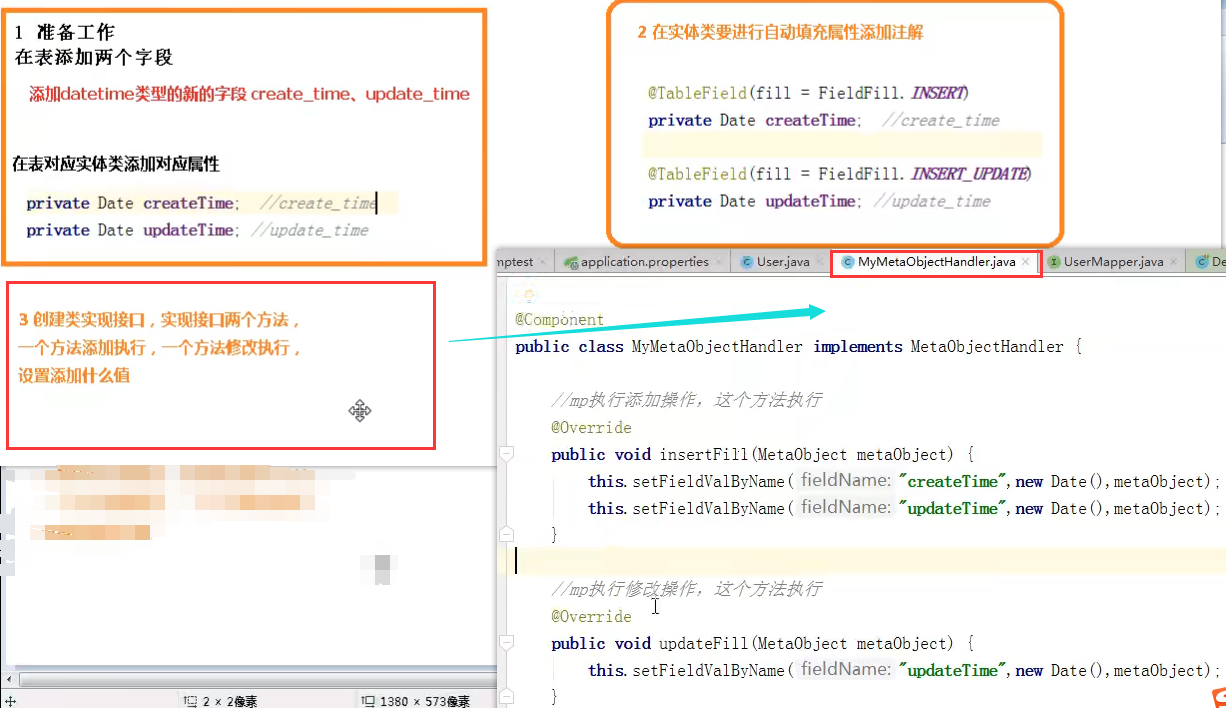 1 准备工作
在表添加两个字段
添加datetime类型的新的字段 create_time、update_time
在表对应实体类添加对应属性
private Date createTime; //create_time
private Date updateTime; //update_time
2 在实体类要进行自动填充属性添加注解
@TableField(fill = FieldFill.INSERT)
private Date createTime; //create_time
@TableField(fill = FieldFill.INSERT_UPDATE)
private Date updateTime; //update_time
3 创建类实现接口，实现接口两个方法，
一个方法添加执行，一个方法修改执行，
设置添加什么值
mptest application.properties User.java MyMetaObjectHandler.java UserMapper.java De
@Component
public class MyMetaObjectHandler implements MetaObjectHandler {
//mp执行添加操作，这个方法执行
@Override
public void insertFill(MetaObject metaObject) {
this.setFieldValByName( fieldName: "createTime",new Date(),metaObject);
this.setFieldValByName( fieldName: "updateTime",new Date(),metaObject);
}
//mp执行修改操作，这个方法执行
@Override
public void updateFill(MetaObject metaObject) {
this.setFieldValByName( fieldName: "updateTime",new Date(),metaObject);
}
2 × 2像素 1380 × 573像素